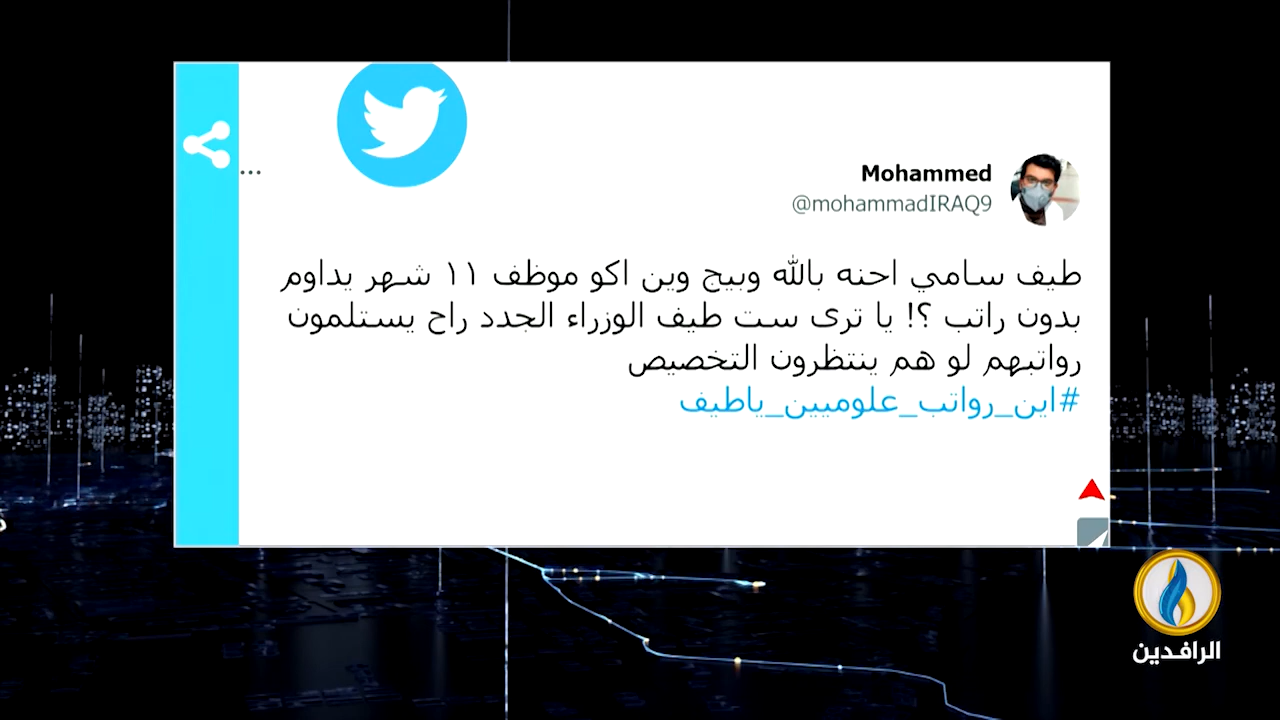 Mohammed
@mohammadIRAQ9
...
طيف سامي احنه بالله وبيج وين اكو موظف ١١ شهر يداوم
بدون راتب ؟! يا ترى ست طيف الوزراء الجدد راح يستلمون
رواتبهم لو هم ينتظرون التخصيص
#اين_رواتب_علوميين_ياطيف
الرافدين